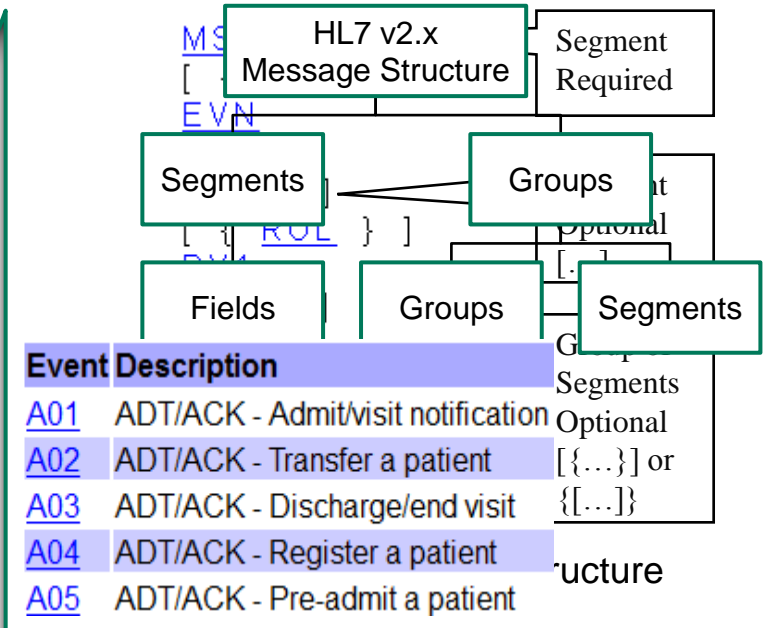 HL7 v2.x
Message Structure
Segment
Required
MS
[
EVN
Segments
]
Groups
nt
Optional
[ { ROL } ]
[…]
Fields
]
Groups
Segments
Segments
Optional
[{…}] or
{[…]}
Event Description
A01 ADT/ACK - Admit/visit notification
A02 ADT/ACK - Transfer a patient
A03 ADT/ACK - Discharge/end visit
A04 ADT/ACK - Register a patient
A05 ADT/ACK - Pre-admit a patient
ructure